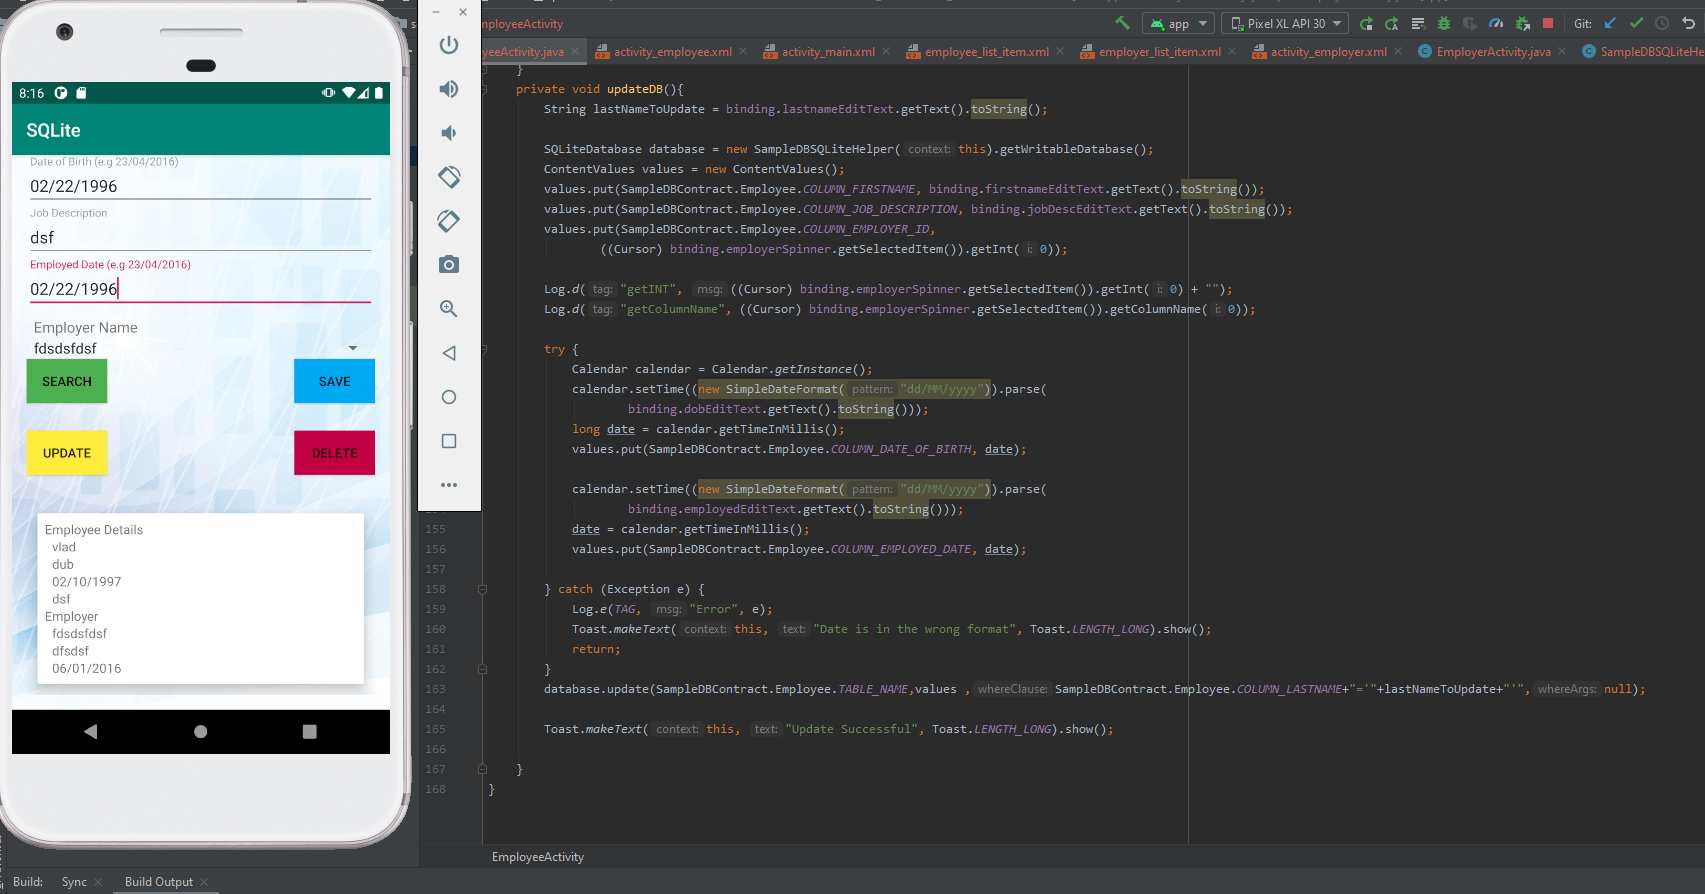 8:16
SQLite
Date of Birth (e.g 23/04/2016)
02/22/1996
Job Description
dsf
Employed Date (e.g 23/04/2016)
02/22/1996
Employer Name
fdsdsfdsf
SEARCH
SAVE
UPDATE
DELETE
Employee Details
vlad
dub
02/10/1997
dsf
Employer
fdsdsfdsf
dfsdsf
06/01/2016
mployeeActivity
app
Pixel XL API 30
Git:
eeActivity.java
activity_employee.xml
activity_main.xml
employee_list_item.xml
employer_list_item.xml
activity_employer.xml
EmployerActivity.java
SampleDBSQLiteHe
}
private void updateDB(){
String lastNameToUpdate = binding.lastnameEditText.getText().toString();
SQLiteDatabase database = new SampleDBSQLiteHelper( context: this).getWritableDatabase();
ContentValues values = new ContentValues();
values.put(SampleDBContract.Employee.COLUMN_FIRSTNAME, binding.firstnameEditText.getText().toString());
values.put(SampleDBContract.Employee.COLUMN_JOB_DESCRIPTION, binding.jobDescEditText.getText().toString());
values.put(SampleDBContract.Employee.COLUMN_EMPLOYER_ID,
((Cursor) binding.employerSpinner.getSelectedItem()).getInt( i: 0));
Log.d( tag: "getINT", msg: ((Cursor) binding.employerSpinner.getSelectedItem()).getInt( i: 0) + "");
Log.d( tag: "getColumnName", ((Cursor) binding.employerSpinner.getSelectedItem()).getColumnName( i: 0));
try {
Calendar calendar = Calendar.getInstance();
calendar.setTime((new SimpleDateFormat( pattern: "dd/MM/yyyy")).parse(
binding.dobEditText.getText().toString()));
long date = calendar.getTimeInMillis();
values.put(SampleDBContract.Employee.COLUMN_DATE_OF_BIRTH, date);
calendar.setTime((new SimpleDateFormat( pattern: "dd/MM/yyyy")).parse(
binding.employedEditText.getText().toString()));
155 date = calendar.getTimeInMillis();
156 values.put(SampleDBContract.Employee.COLUMN_EMPLOYED_DATE, date);
157
158 } catch (Exception e) {
159 Log.e(TAG, msg: "Error", e);
160 Toast.makeText( context: this, text: "Date is in the wrong format", Toast.LENGTH_LONG).show();
161 return;
162 }
163 database.update(SampleDBContract.Employee.TABLE_NAME,values , whereClause: SampleDBContract.Employee.COLUMN_LASTNAME+"='"+lastNameToUpdate+"'", whereArgs: null);
164
165 Toast.makeText( context: this, text: "Update Successful", Toast.LENGTH_LONG).show();
166
167 }
168 }
EmployeeActivity
Build: Sync Build Output